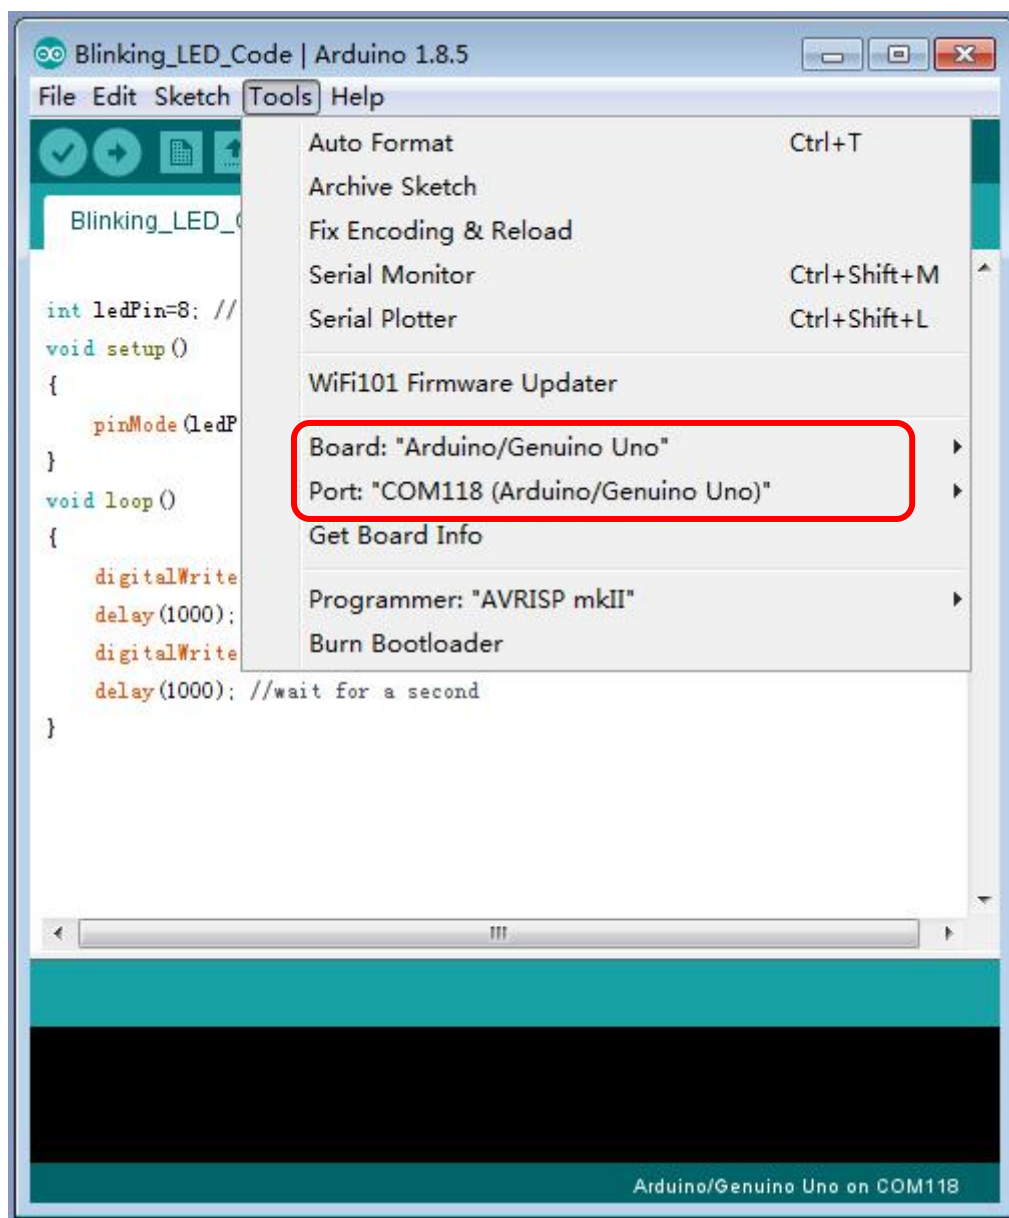 Blinking_LED_Code | Arduino 1.8.5
File Edit Sketch Tools Help
Auto Format Ctrl+T
Archive Sketch
Blinking_LED_
Fix Encoding & Reload
Serial Monitor Ctrl+Shift+M
int ledPin=8; //
Serial Plotter Ctrl+Shift+L
void setup()
{
WiFi101 Firmware Updater
pinMode(ledP
Board: "Arduino/Genuino Uno"
}
Port: "COM118 (Arduino/Genuino Uno)"
void loop()
{
Get Board Info
digitalWrite
Programmer: "AVRISP mkII"
delay(1000);
Burn Bootloader
digitalWrite
delay(1000); //wait for a second
}
Arduino/Genuino Uno on COM118